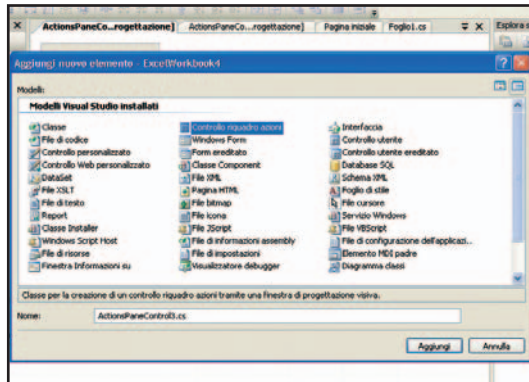 ActionsPaneCo...rogettazione]
ActionsPaneCo...rogettazione]
Pagina iniziale
Foglio1.cs
Esplora s
Aggiungi nuovo elemento - ExcelWorkbook4
Modelli:
Modelli Visual Studio installati
Classe
Controllo riquadro azioni
Interfaccia
File di codice
Windows Form
Controllo utente
Controllo personalizzato
Form ereditato
Controllo utente ereditato
Controllo Web personalizzato
Classe Component
Database SQL
DataSet
File XML
Schema XML
File XSLT
Pagina HTML
Foglio di stile
File di testo
File bitmap
File cursore
Report
File icona
Servizio Windows
Classe Installer
File JScript
File VBScript
Windows Script Host
File di informazioni assembly
File di configurazione dell'applicazi...
File di risorse
File di impostazioni
Elemento MDI padre
Finestra Informazioni su
Visualizzatore debugger
Diagramma classi
Classe per la creazione di un controllo riquadro azioni tramite una finestra di progettazione visiva.
Nome:
ActionsPaneControl3.cs
Aggiungi
Annulla